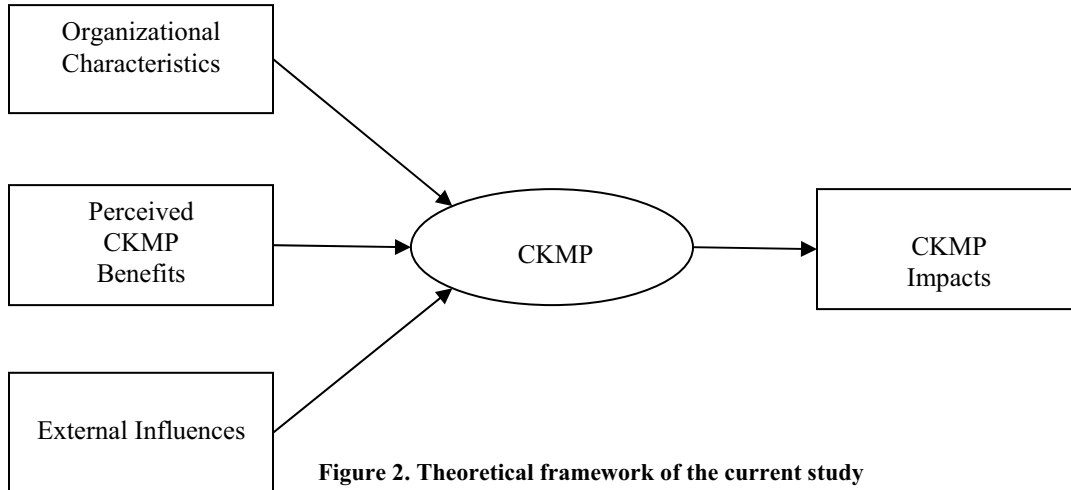 Organizational
Characteristics
Perceived
CKMP
Benefits
External Influences
CKMP
CKMP
Impacts
Figure 2. Theoretical framework of the current study